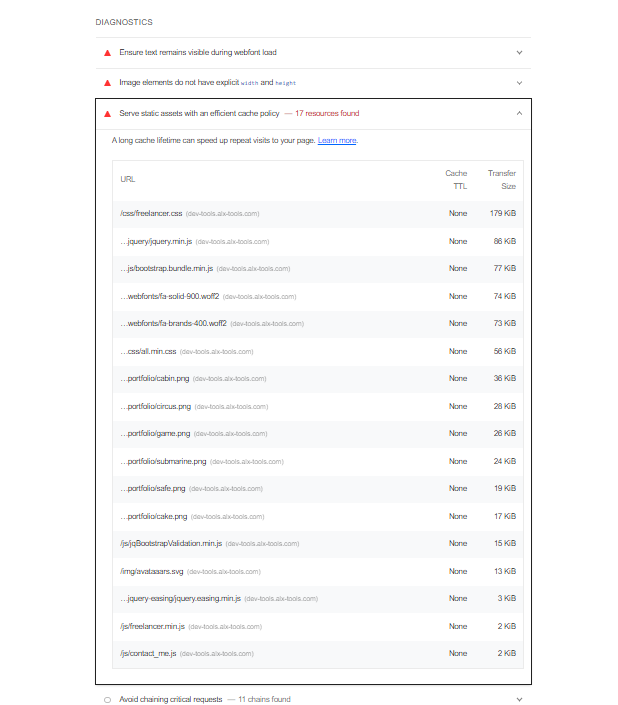 DIAGNOSTICS
Ensure text remains visible during webfont load
Image elements do not have explicit width and height
Serve static assets with an efficient cache policy — 17 resources found
A long cache lifetime can speed up repeat visits to your page. Learn more.
URL Cache TTL Transfer Size
/css/freelancer.css (dev-tools.alx-tools.com) None 179 KiB
…jquery/jquery.min.js (dev-tools.alx-tools.com) None 86 KiB
…js/bootstrap.bundle.min.js (dev-tools.alx-tools.com) None 77 KiB
…webfonts/fa-solid-900.woff2 (dev-tools.alx-tools.com) None 74 KiB
…webfonts/fa-brands-400.woff2 (dev-tools.alx-tools.com) None 73 KiB
…css/all.min.css (dev-tools.alx-tools.com) None 56 KiB
…portfolio/cabin.png (dev-tools.alx-tools.com) None 36 KiB
…portfolio/circus.png (dev-tools.alx-tools.com) None 28 KiB
…portfolio/game.png (dev-tools.alx-tools.com) None 26 KiB
…portfolio/submarine.png (dev-tools.alx-tools.com) None 24 KiB
…portfolio/safe.png (dev-tools.alx-tools.com) None 19 KiB
…portfolio/cake.png (dev-tools.alx-tools.com) None 17 KiB
/js/jqBootstrapValidation.min.js (dev-tools.alx-tools.com) None 15 KiB
/img/avataaars.svg (dev-tools.alx-tools.com) None 13 KiB
…jquery-easing/jquery.easing.min.js (dev-tools.alx-tools.com) None 3 KiB
/js/freelancer.min.js (dev-tools.alx-tools.com) None 2 KiB
/js/contact_me.js (dev-tools.alx-tools.com) None 2 KiB
Avoid chaining critical requests — 11 chains found